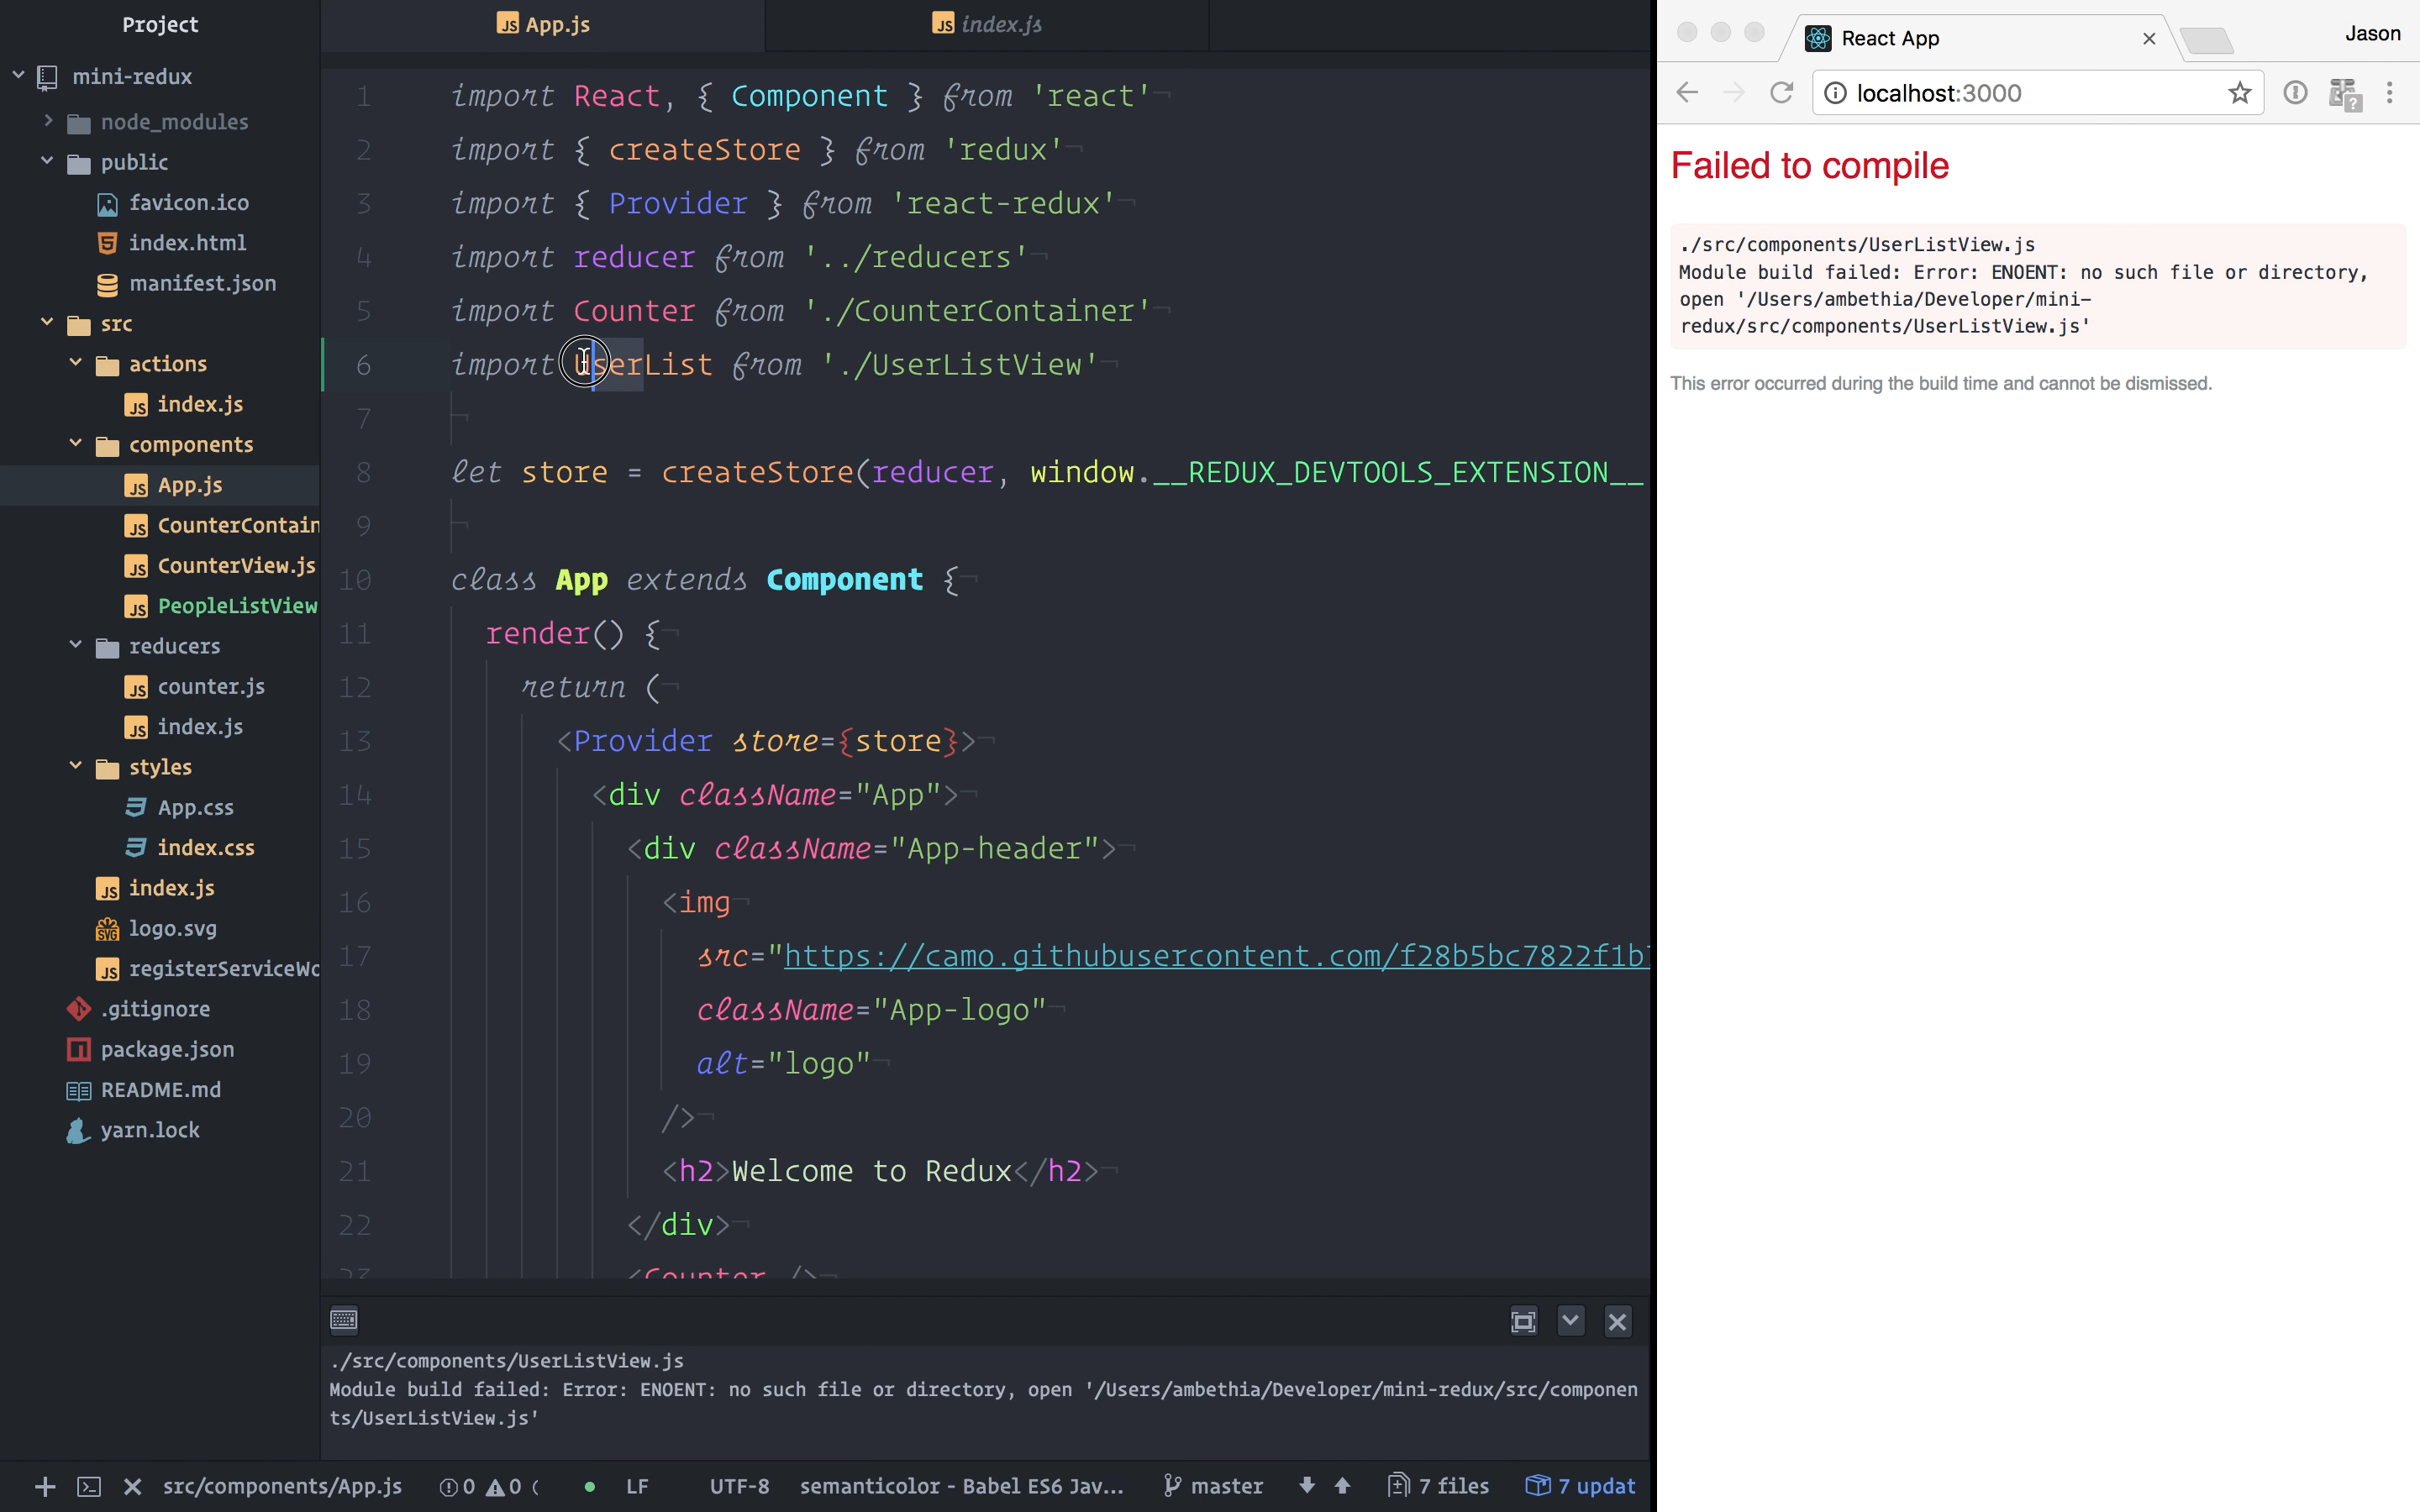 Project
mini-redux
node_modules
public
favicon.ico
index.html
manifest.json
src
actions
index.js
components
App.js
CounterContain
CounterView.js
PeopleListView
reducers
counter.js
index.js
styles
App.css
index.css
index.js
logo.svg
registerServiceWo
.gitignore
package.json
README.md
yarn.lock
App.js
index.js
1 import React, { Component } from 'react'
2 import { createStore } from 'redux'
3 import { Provider } from 'react-redux'
4 import reducer from '../reducers'
5 import Counter from './CounterContainer'
6 import UserList from './UserListView'
7
8 let store = createStore(reducer, window.__REDUX_DEVTOOLS_EXTENSION__
9
10 class App extends Component {
11 render() {
12 return (
13 <Provider store={store}>
14 <div className="App">
15 <div className="App-header">
16 <img
17 src="https://camo.githubusercontent.com/f28b5bc7822f1b
18 className="App-logo"
19 alt="logo"
20 />
21 <h2>Welcome to Redux</h2>
22 </div>
23 <Counter />
./src/components/UserListView.js
Module build failed: Error: ENOENT: no such file or directory, open '/Users/ambethia/Developer/mini-redux/src/componen
ts/UserListView.js'
src/components/App.js 0 0 LF UTF-8 semanticolor - Babel ES6 Jav... master 7 files 7 updat
React App
Jason
localhost:3000
Failed to compile
./src/components/UserListView.js
Module build failed: Error: ENOENT: no such file or directory,
open '/Users/ambethia/Developer/mini-
redux/src/components/UserListView.js'
This error occurred during the build time and cannot be dismissed.